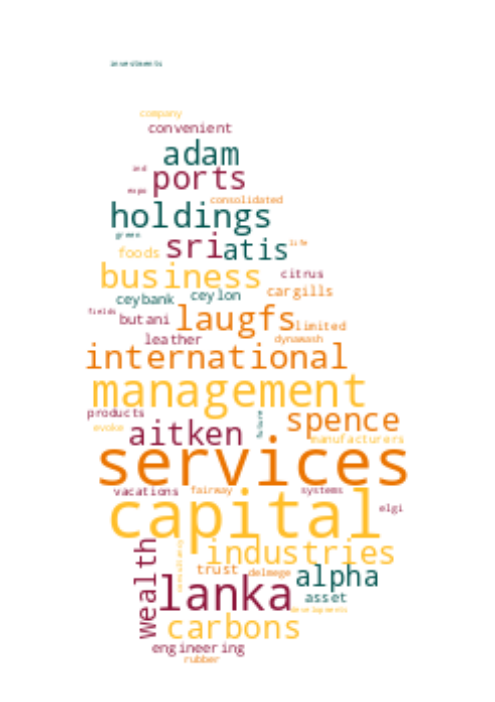 investments
company
convenient
adam
and
ports
expo
consolidated
holdings
green
sri
atis
life
foods
business
citrus
ceybank
ceylon
cargills
fields
butani
laugfs
limited
leather
dynawash
international
management
products
future
spence
evoke
aitken
manufacturers
services
vacations
fairway
systems
capital
elgi
wealth
consultancy
industries
trust
delmege
alpha
lanka
asset
developments
carbons
engineering
rubber